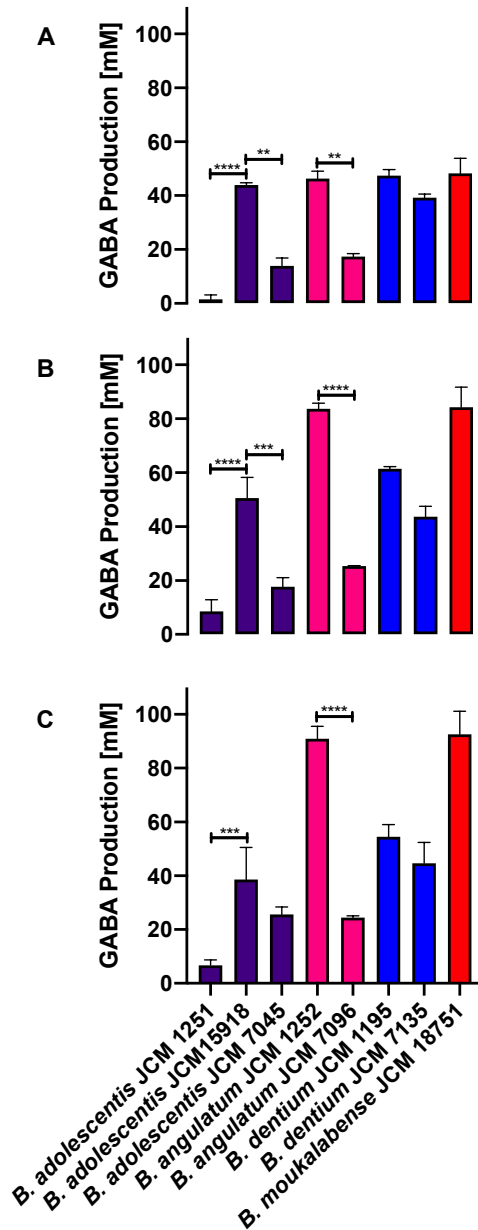 A
GABA Production [mM]
100
80
60
40
20
0
****
**
**
B
GABA Production [mM]
100
80
60
40
20
0
****
***
****
C
GABA Production [mM]
100
80
60
40
20
0
***
****
B. adolescentis JCM 1251
B. adolescentis JCM15918
B. adolescentis JCM 7045
B. angulatum JCM 1252
B. angulatum JCM 7096
B. dentium JCM 1195
B. dentium JCM 7135
B. moukalabense JCM 18751